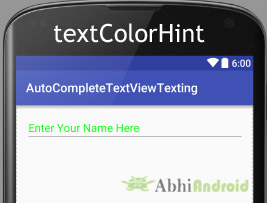 textColorHint
6:00
AutoCompleteTextViewTexting
Enter Your Name Here
AbhiAndroid